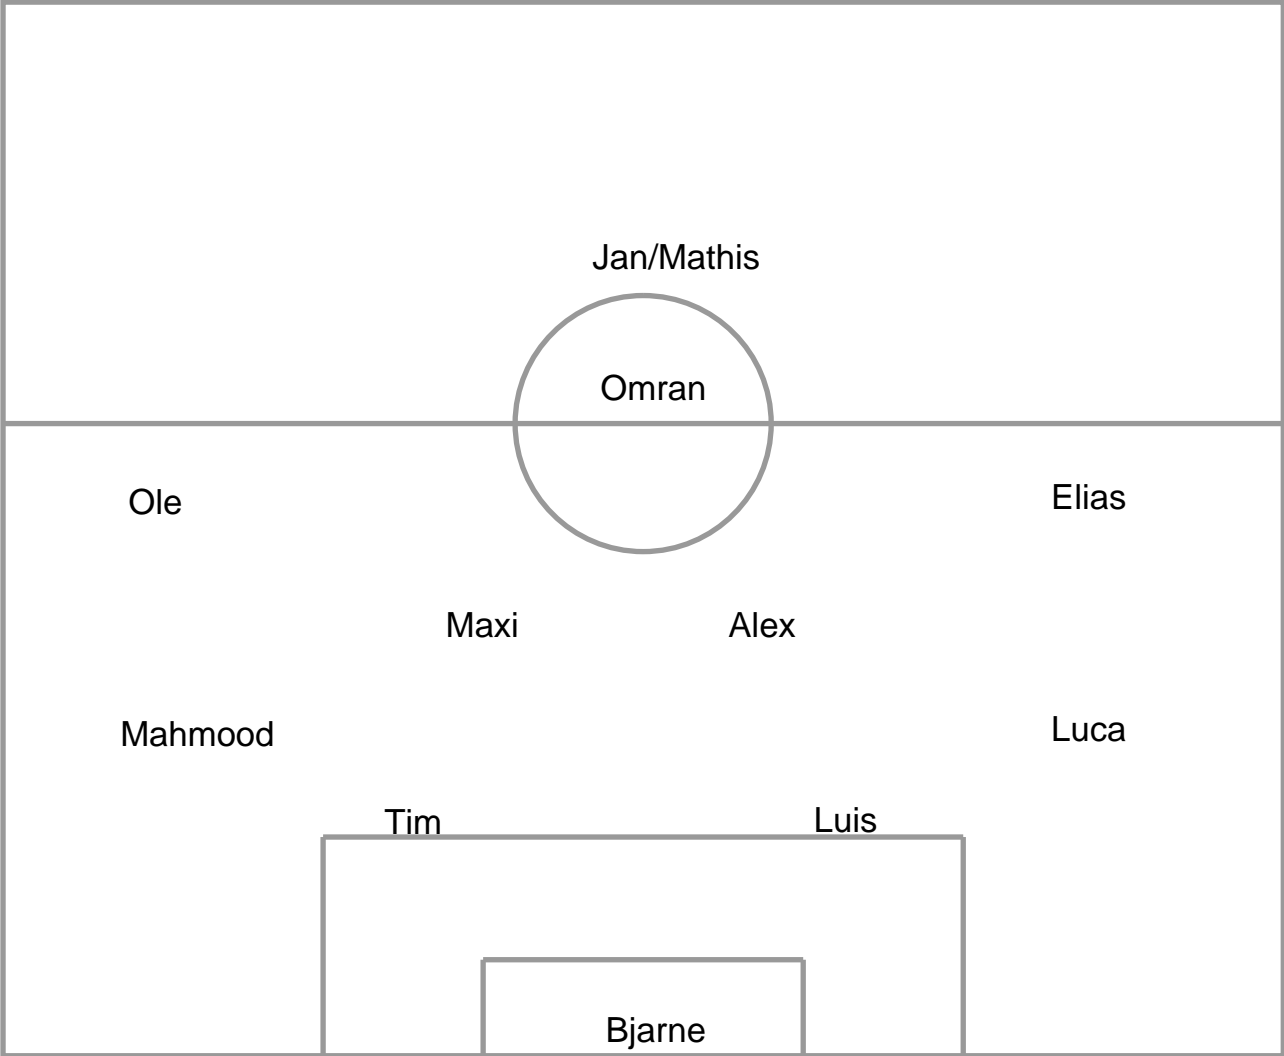 Jan/Mathis
Omran
Ole
Elias
Maxi
Alex
Mahmood
Luca
Tim
Luis
Bjarne